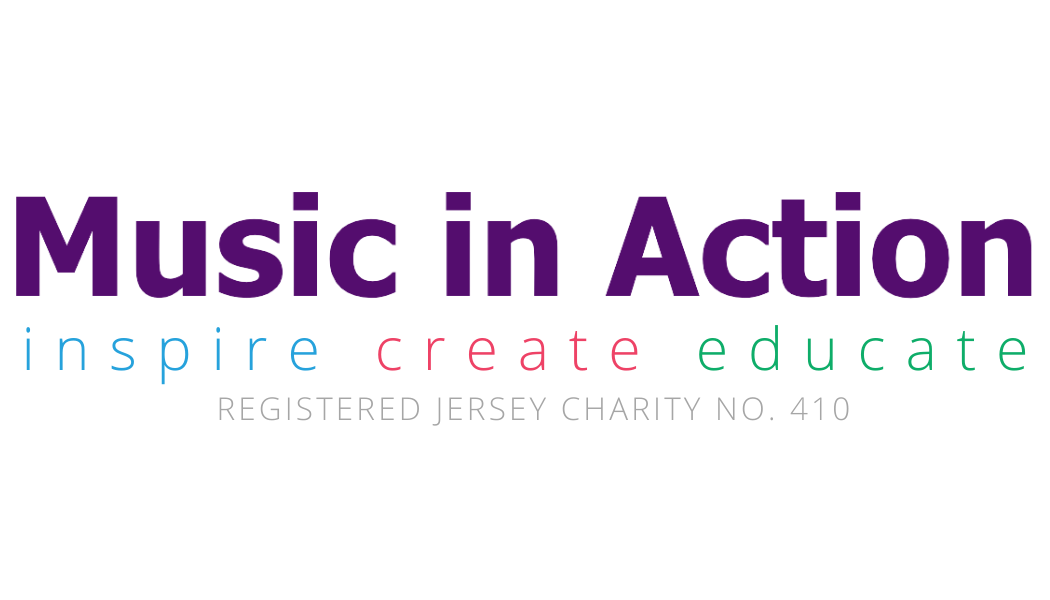 Music in Action
inspire create educate
REGISTERED JERSEY CHARITY NO. 410